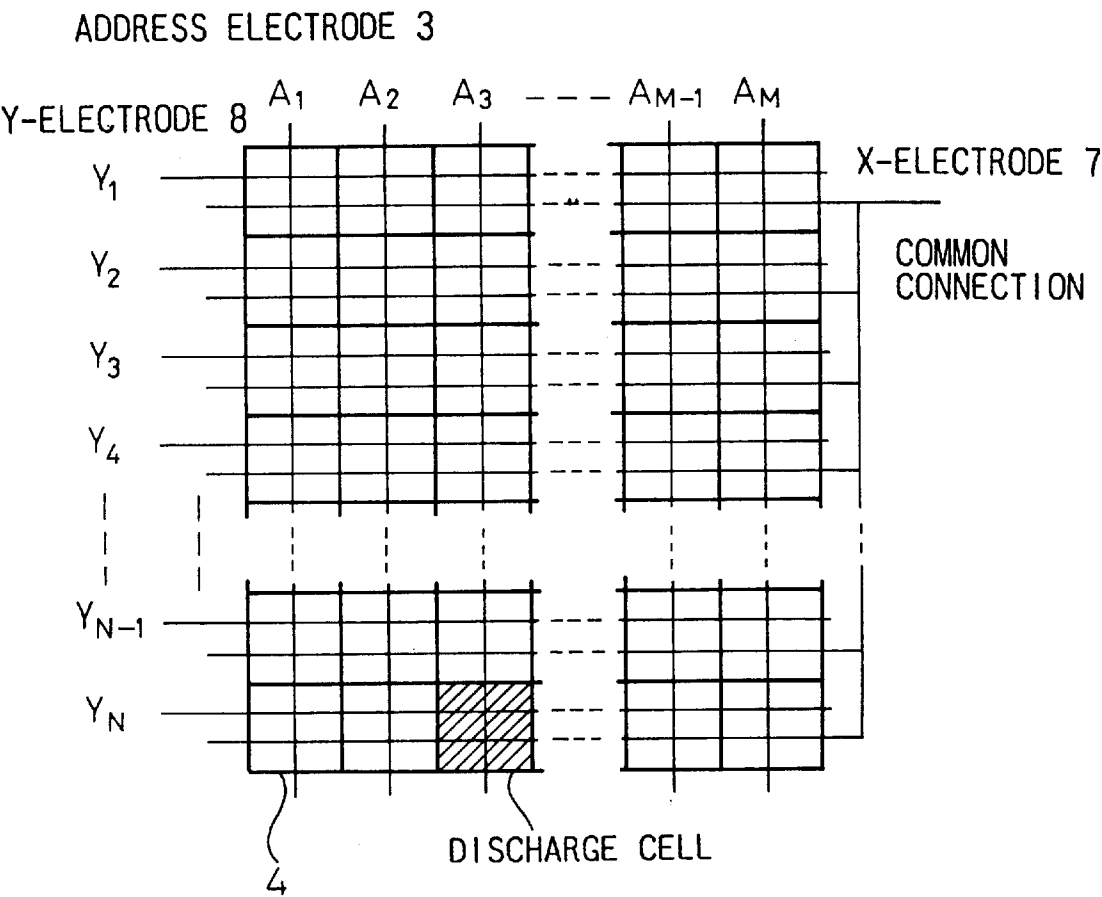 ADDRESS ELECTRODE 3
A1 A2 A3 AM-1 AM
Y-ELECTRODE 8
Y1
X-ELECTRODE 7
Y2
COMMON
CONNECTION
Y3
Y4
YN-1
YN
DISCHARGE CELL
4